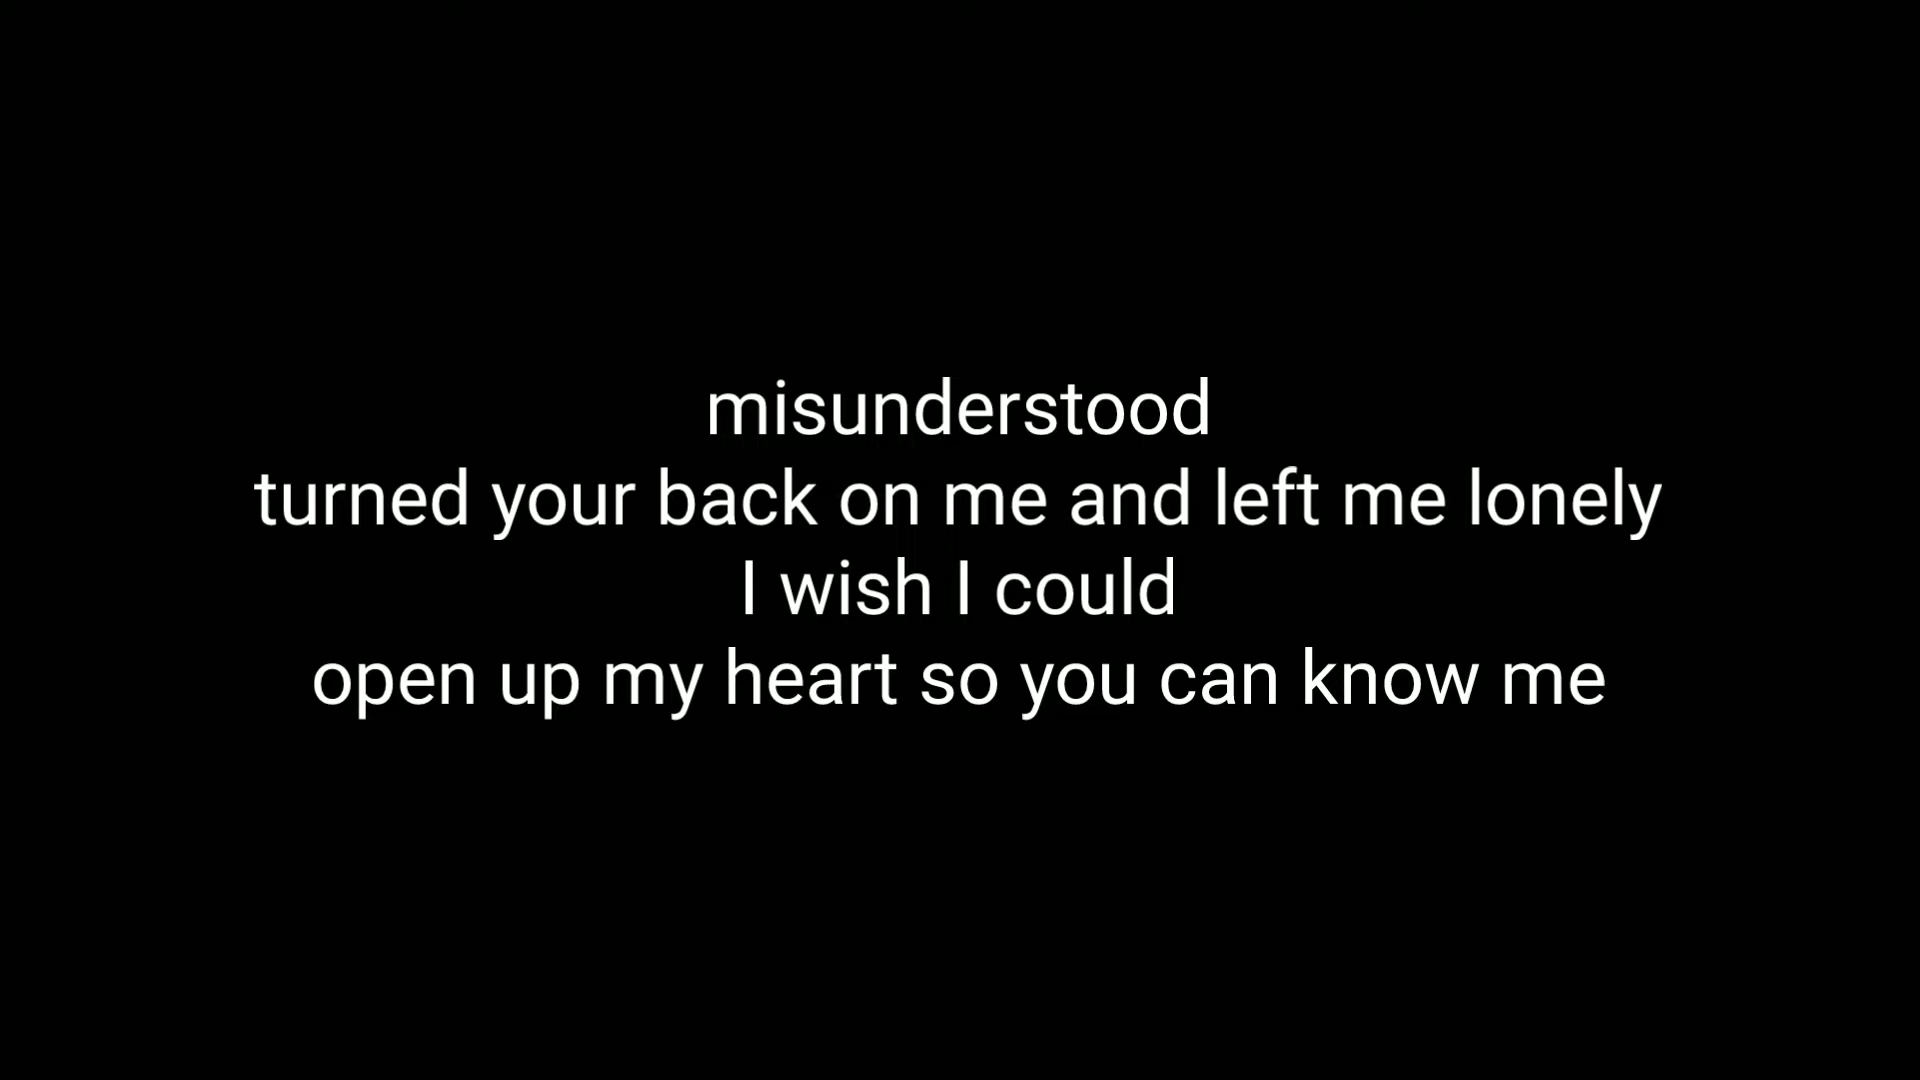 misunderstood
turned your back on me and left me lonely
I wish I could
open up my heart so you can know me